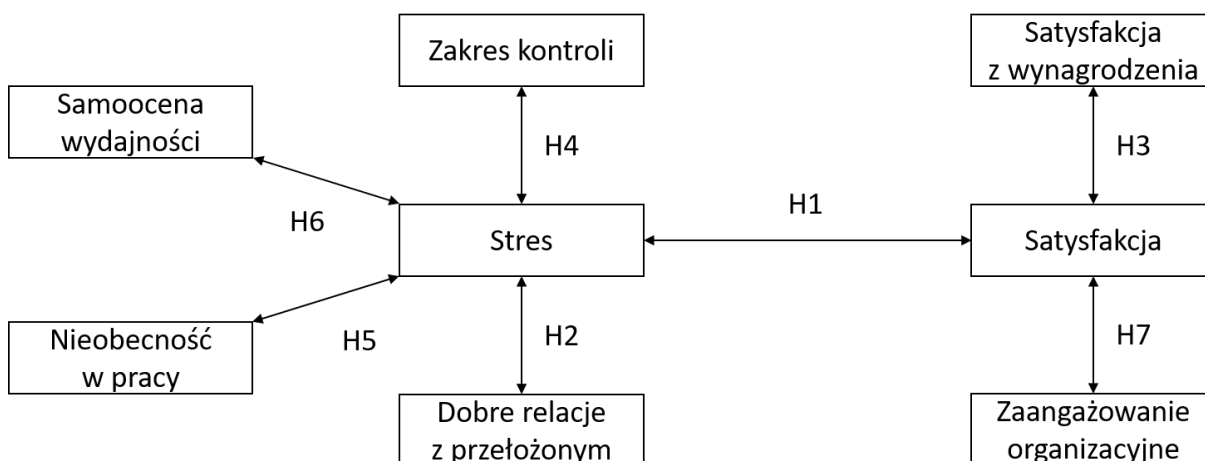 Zakres kontroli
Satysfakcja
z wynagrodzenia
Samoocena
wydajności
H4
H3
H1
H6
Stres
Satysfakcja
H5
H2
H7
Nieobecność
w pracy
Dobre relacje
z przełożonym
Zaangażowanie
organizacyjne